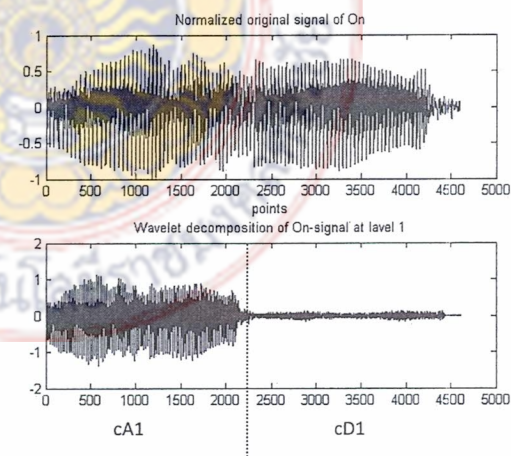 Normalized original signal of On
1
0.5
0
-0.5
-1
0 500 1000 1500 2000 2500 3000 3500 4000 4500 5000
points
Wavelet decomposition of On-signal at lavel 1
2
1
0
-1
-2
0 500 1000 1500 2000 2500 3000 3500 4000 4500 5000
cA1 cD1